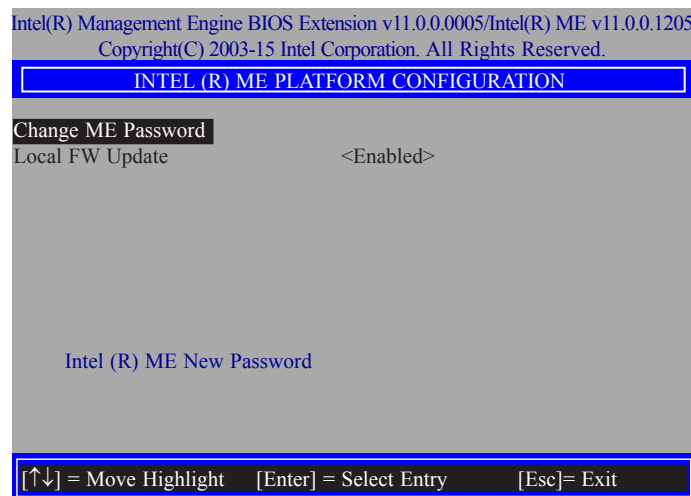 Intel(R) Management Engine BIOS Extension v11.0.0.0005/Intel(R) ME v11.0.0.1205
Copyright(C) 2003-15 Intel Corporation. All Rights Reserved.
INTEL (R) ME PLATFORM CONFIGURATION
Change ME Password
Local FW Update <Enabled>
Intel (R) ME New Password
[↑↓] = Move Highlight [Enter] = Select Entry [Esc]= Exit